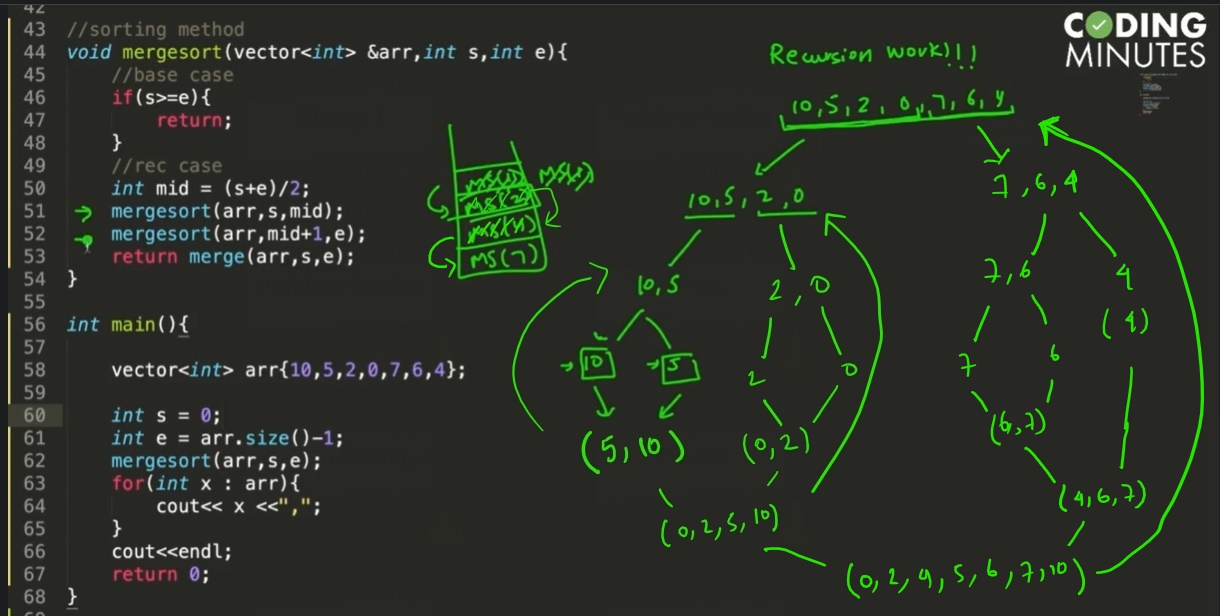 42
43 //sorting method
44 void mergesort(vector<int> &arr,int s,int e){
45 //base case
46 if(s>=e){
47 return;
48 }
49 //rec case
50 int mid = (s+e)/2;
51 mergesort(arr,s,mid);
52 mergesort(arr,mid+1,e);
53 return merge(arr,s,e);
54 }
55
56 int main(){
57
58 vector<int> arr{10,5,2,0,7,6,4};
59
60 int s = 0;
61 int e = arr.size()-1;
62 mergesort(arr,s,e);
63 for(int x : arr){
64 cout<< x <<",";
65 }
66 cout<<endl;
67 return 0;
68 }
CODING
MINUTES
Recursion work!!!
10,5,2,0,7,6,4
10,5,2,0
7,6,4
10,5
2,0
7,6
4
(4)
10
5
2
0
7
6
(5,10)
(0,2)
(6,7)
(0,2,5,10)
(4,6,7)
(0,2,4,5,6,7,10)
MS(7)